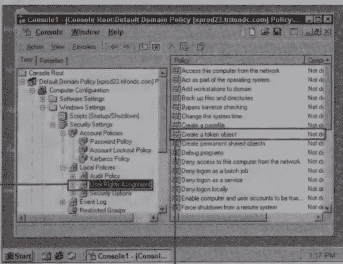 Console1 - [Console Root\Default Domain Policy [xprod23.tritondc.com] Policy\...
Console Window Help
Action View Favorites
Tree Favorites
Console Root
Default Domain Policy [xprod23.tritondc.com] P
Computer Configuration
Software Settings
Windows Settings
Scripts (Startup/Shutdown)
Security Settings
Account Policies
Password Policy
Account Lockout Policy
Kerberos Policy
Local Policies
Audit Policy
User Rights Assignment
Security Options
Event Log
Restricted Groups
Policy
Access this computer from the network Not de
Act as part of the operating system Not de
Add workstations to domain Not de
Back up files and directories Not de
Bypass traverse checking Not de
Change the system time Not de
Create a pagefile Not de
Create a token object Not de
Create permanent shared objects Not de
Debug programs Not de
Deny access to this computer from the network Not de
Deny logon as a batch job Not de
Deny logon as a service Not de
Deny logon locally Not de
Enable computer and user accounts to be trus... Not de
Force shutdown from a remote system Not de
Start Console1 - [Consol... 1:37 PM